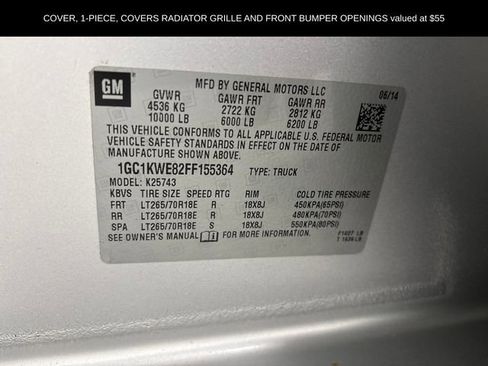 COVER, 1-PIECE, COVERS RADIATOR GRILLE AND FRONT BUMPER OPENINGS valued at $55
GM
MFD BY GENERAL MOTORS LLC
06/14
GVWR GAWR FRT GAWR RR
4536 KG 2722 KG 2812 KG
10000 LB 6000 LB 6200 LB
THIS VEHICLE CONFORMS TO ALL APPLICABLE U.S. FEDERAL MOTOR
VEHICLE SAFETY STANDARDS IN EFFECT ON THE DATE OF
MANUFACTURE SHOWN ABOVE.
1GC1KWE82FF155364 TYPE: TRUCK
MODEL: K25743
KBVS TIRE SIZE SPEED RTG RIM COLD TIRE PRESSURE
FRT LT265/70R18E R 18X8J 450KPA(65PSI)
RR LT265/70R18E R 18X8J 480KPA(70PSI)
SPA LT265/70R18E S 18X8J 550KPA(80PSI)
SEE OWNER'S MANUAL FOR MORE INFORMATION.
T 1636 LB